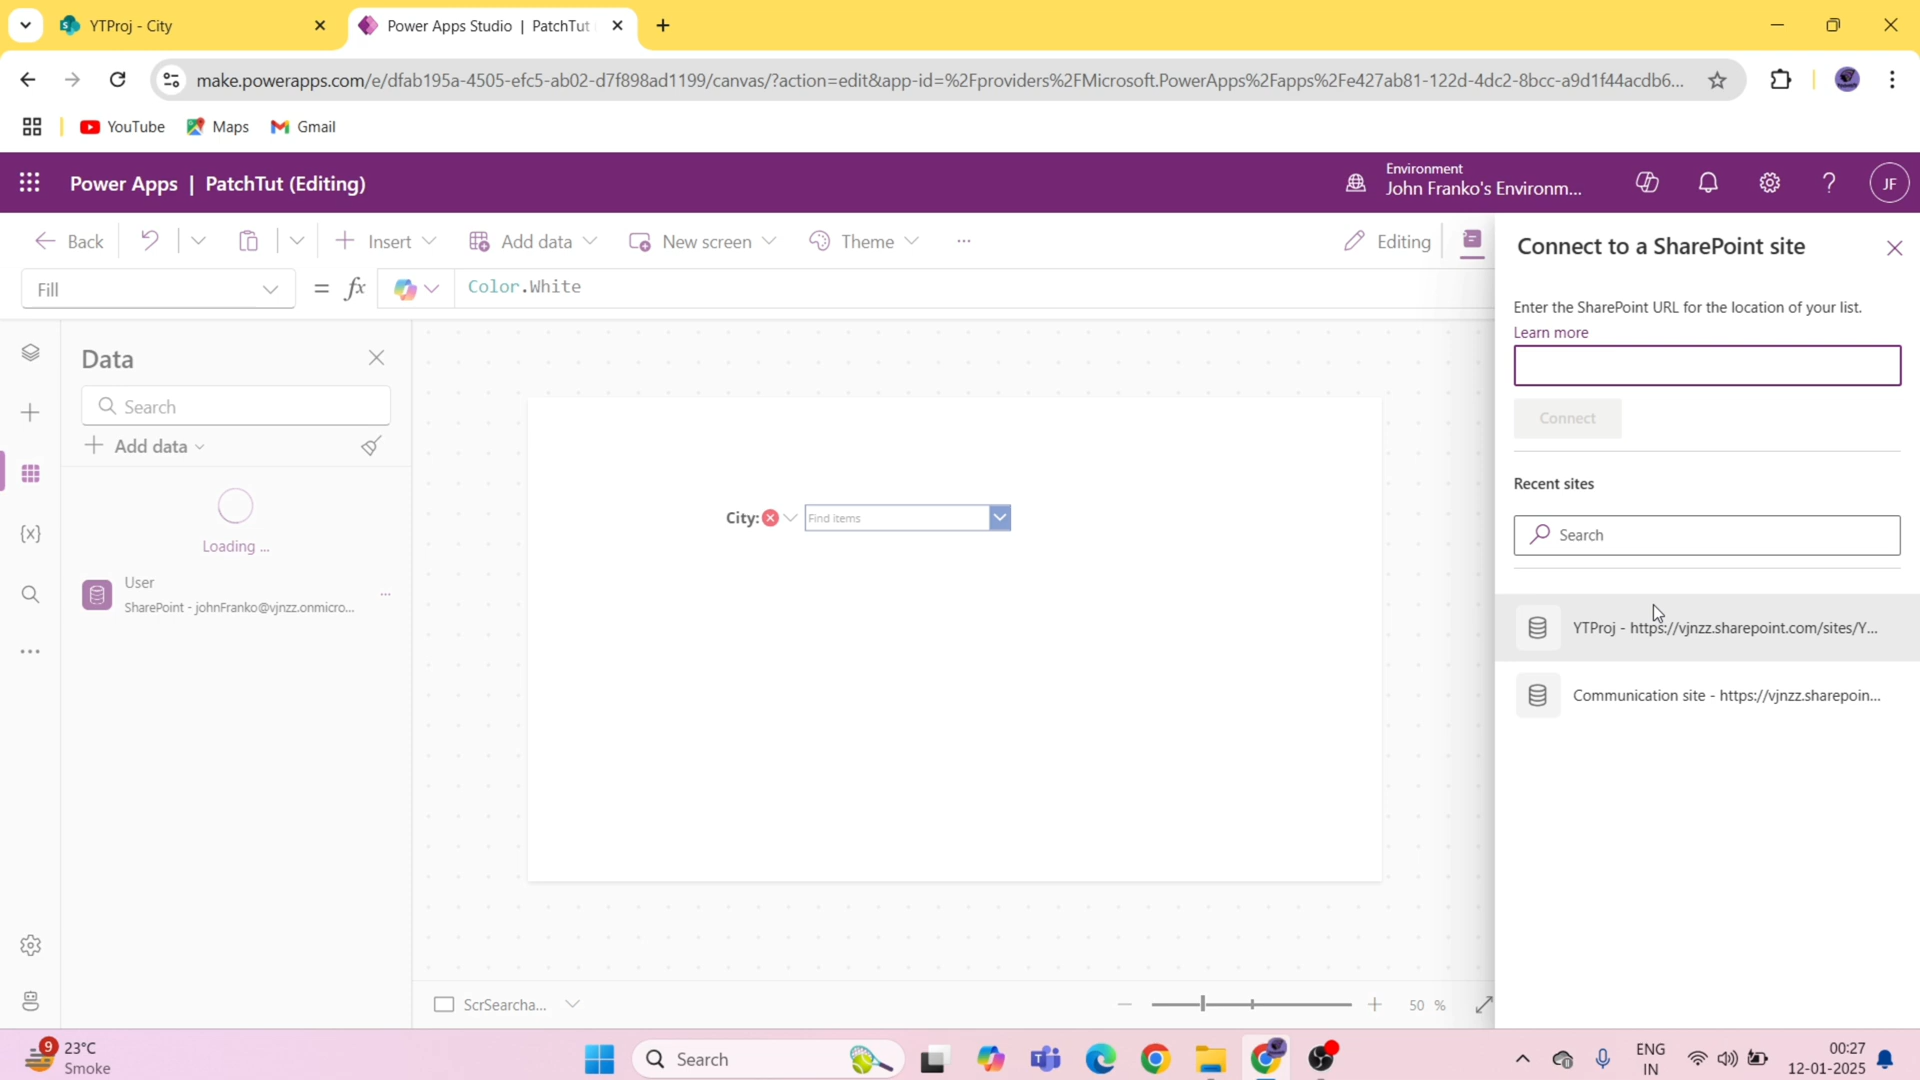 YTProj - City
Power Apps Studio | PatchTut
make.powerapps.com/e/dfab195a-4505-efc5-ab02-d7f898ad1199/canvas/?action=edit&app-id=%2Fproviders%2FMicrosoft.PowerApps%2Fapps%2Fe427ab81-122d-4dc2-8bcc-a9d1f44acdb6...
YouTube
Maps
Gmail
Power Apps | PatchTut (Editing)
Environment
John Franko's Environm...
JF
Back
Insert
Add data
New screen
Theme
...
Editing
Fill
= fx
Color.White
Data
Search
Add data
Loading ...
User
SharePoint - johnFranko@vjnzz.onmicro...
City:
Find items
Connect to a SharePoint site
Enter the SharePoint URL for the location of your list.
Learn more
Connect
Recent sites
Search
YTProj - https://vjnzz.sharepoint.com/sites/Y...
Communication site - https://vjnzz.sharepoin...
ScrSearcha...
50 %
9
23°C
Smoke
Search
ENG
IN
00:27
12-01-2025